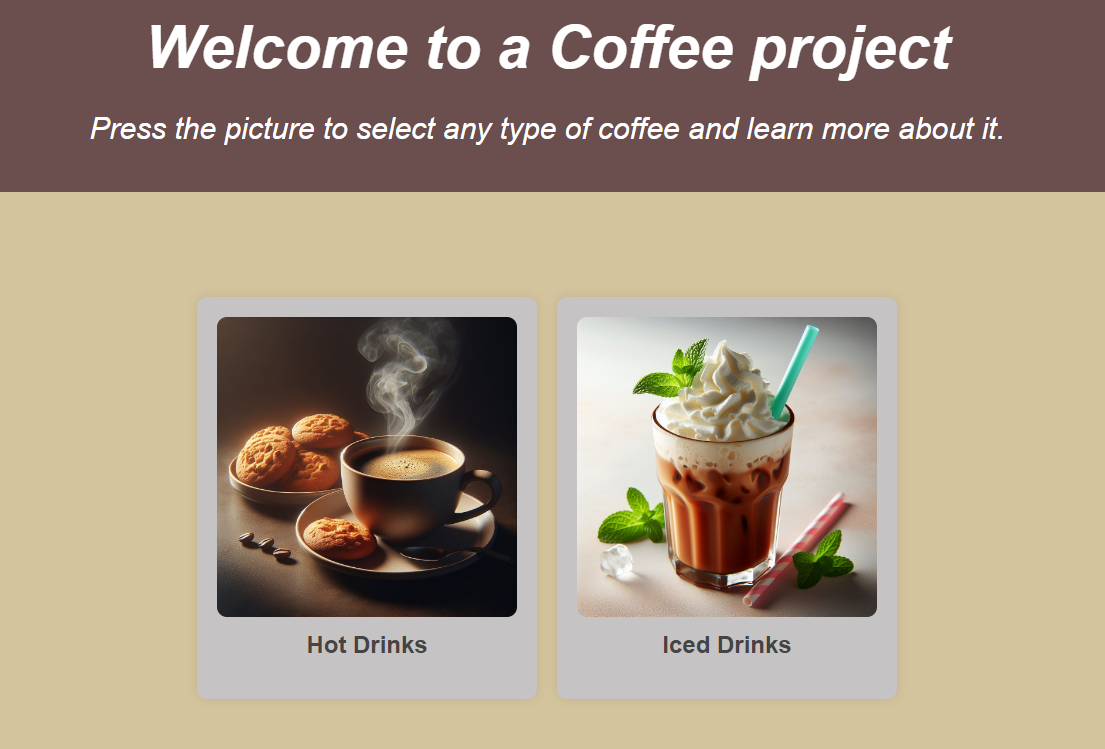 Welcome to a Coffee project
Press the picture to select any type of coffee and learn more about it.
Hot Drinks
Iced Drinks